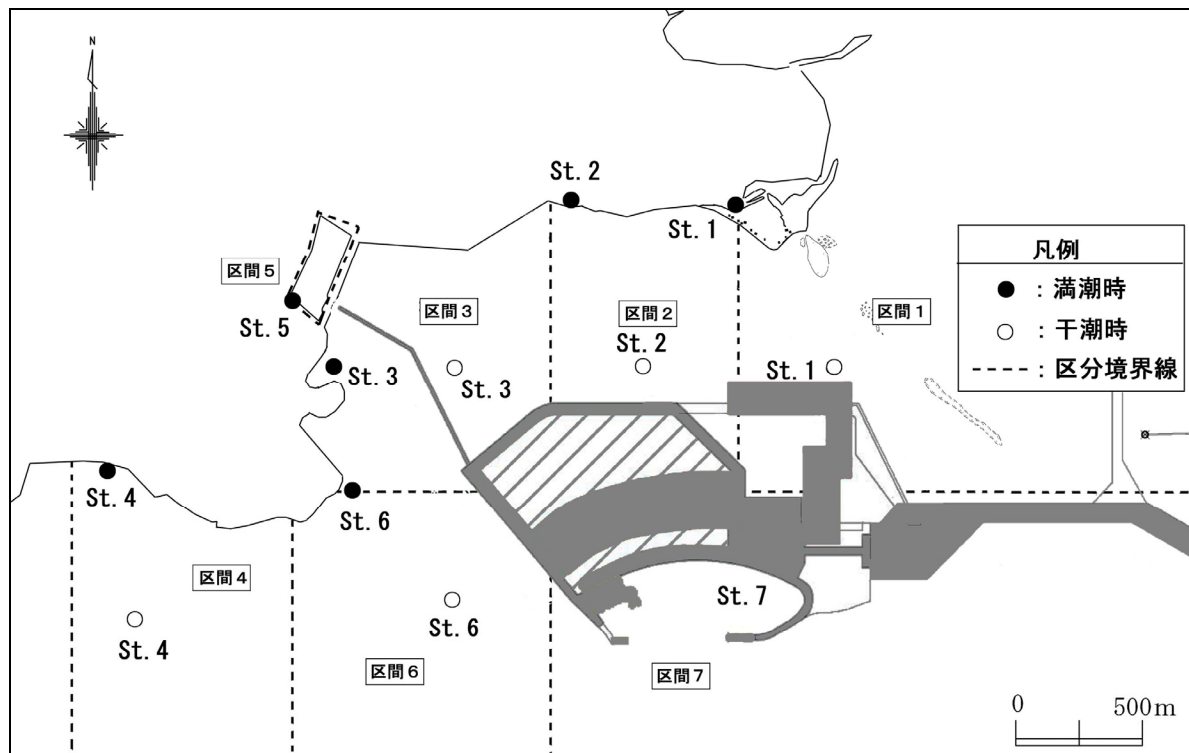 N
St. 2
St. 1
区間5
St. 5
区間3
区間2
区間1
St. 2
St. 3
St. 3
St. 1
凡例
● : 満潮時
○ : 干潮時
---- : 区分境界線
St. 4
St. 6
区間4
St. 4
St. 6
St. 7
区間6
区間7
0 500m